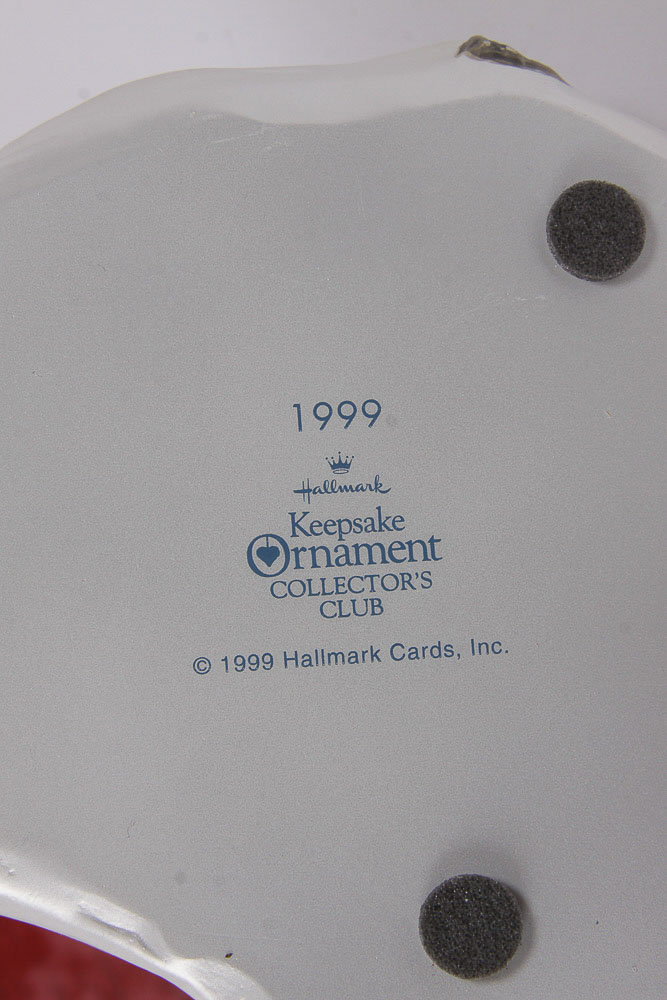 1999
Hallmark
Keepsake
Ornament
COLLECTOR'S
CLUB
© 1999 Hallmark Cards, Inc.